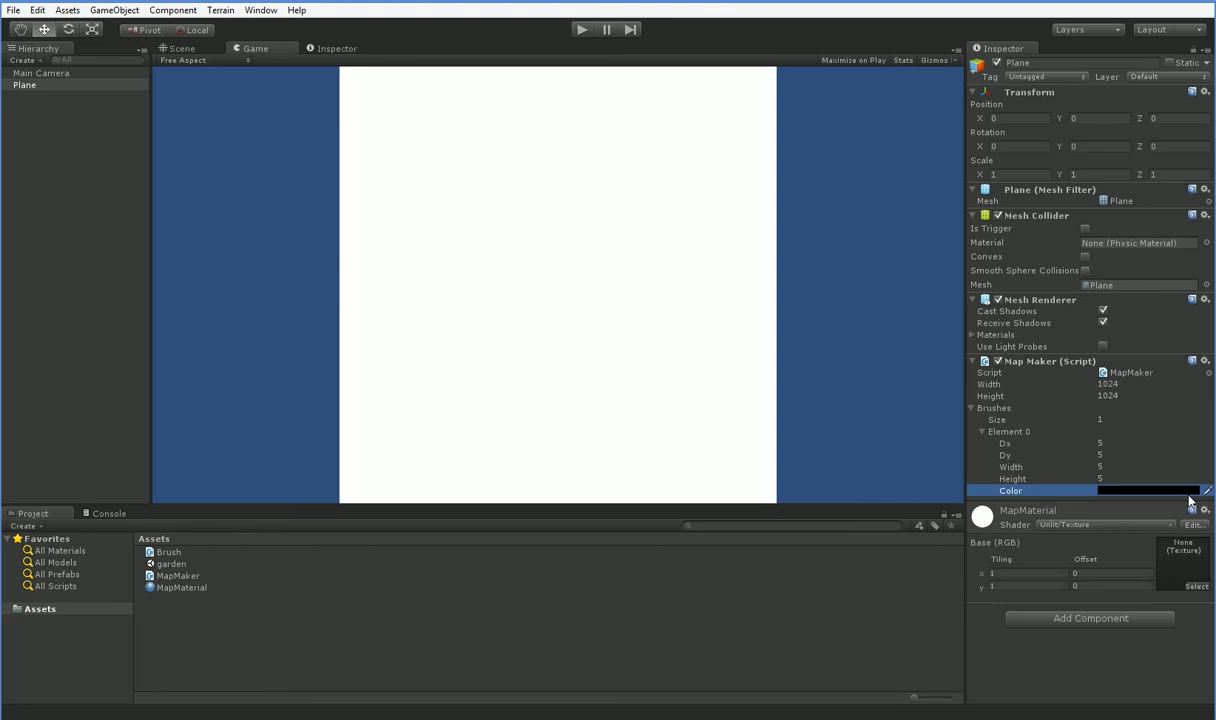 File Edit Assets GameObject Component Terrain Window Help
Pivot Local Layers Layout
Hierarchy Scene Game Inspector Inspector
Create All Free Aspect Maximize on Play Stats Gizmos
Main Camera
Plane
Plane Static
Tag Untagged Layer Default
Transform
Position
X 0 Y 0 Z 0
Rotation
X 0 Y 0 Z 0
Scale
X 1 Y 1 Z 1
Plane (Mesh Filter)
Mesh Plane
Mesh Collider
Is Trigger
Material None (Physic Material)
Convex
Smooth Sphere Collisions
Mesh Plane
Mesh Renderer
Cast Shadows
Receive Shadows
Materials
Use Light Probes
Map Maker (Script)
Script MapMaker
Width 1024
Height 1024
Brushes
Size 1
Element 0
Dx 5
Dy 5
Width 5
Height 5
Color
MapMaterial
Shader Unlit/Texture Edit...
Base (RGB) None (Texture)
Tiling Offset
x 1 0
y 1 0
Select
Add Component
Project Console
Create
Favorites
All Materials
All Models
All Prefabs
All Scripts
Assets
Assets
Brush
garden
MapMaker
MapMaterial